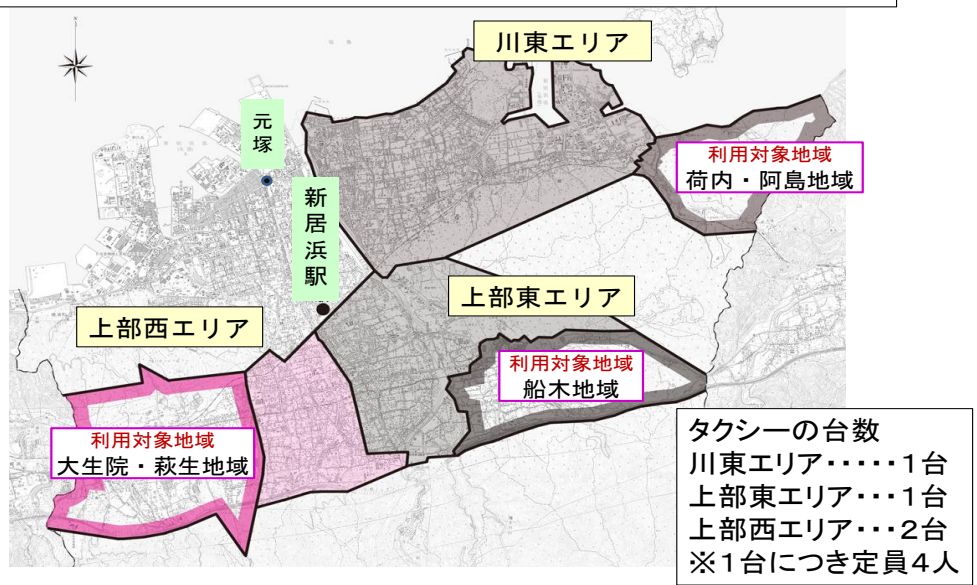 川東エリア
元塚
利用対象地域
荷内・阿島地域
新居浜駅
上部東エリア
上部西エリア
利用対象地域
船木地域
利用対象地域
大生院・萩生地域
タクシーの台数
川東エリア・・・・・1台
上部東エリア・・・1台
上部西エリア・・・2台
※1台につき定員4人